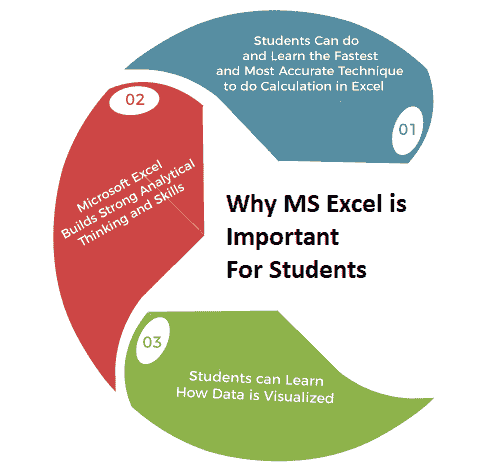 Students Can do
and Learn the Fastest
and Most Accurate Technique
to do Calculation in Excel
01
02
Microsoft Excel
Builds Strong Analytical
Thinking and Skills
Why MS Excel is
Important
For Students
03
Students can Learn
How Data is Visualized